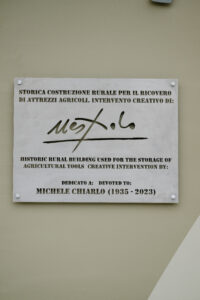 STORICA COSTRUZIONE RURALE PER IL RICOVERO
DI ATTREZZI AGRICOLI. INTERVENTO CREATIVO DI:
Nespolo
HISTORIC RURAL BUILDING USED FOR THE STORAGE OF
AGRICULTURAL TOOLS CREATIVE INTERVENTION BY:
DEDICATO A: DEVOTED TO:
MICHELE CHIARLO (1935 - 2023)